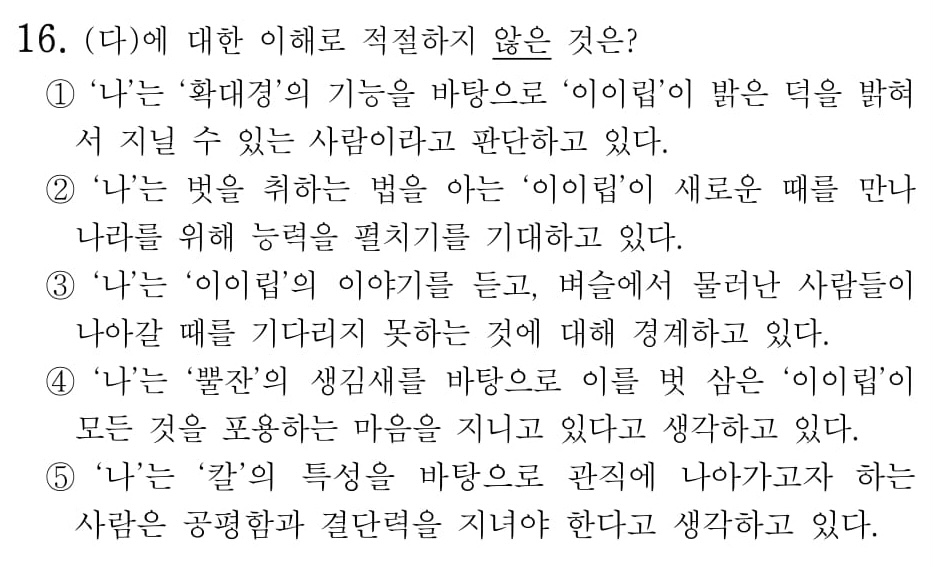 16. (다)에 대한 이해로 적절하지 않은 것은?
① ‘나’는 ‘확대경’의 기능을 바탕으로 ‘이이립’이 밝은 덕을 밝혀
서 지닐 수 있는 사람이라고 판단하고 있다.
② ‘나’는 벗을 취하는 법을 아는 ‘이이립’이 새로운 때를 만나
나라를 위해 능력을 펼치기를 기대하고 있다.
③ ‘나’는 ‘이이립’의 이야기를 듣고, 벼슬에서 물러난 사람들이
나아갈 때를 기다리지 못하는 것에 대해 경계하고 있다.
④ ‘나’는 ‘뿔잔’의 생김새를 바탕으로 이를 벗 삼은 ‘이이립’이
모든 것을 포용하는 마음을 지니고 있다고 생각하고 있다.
⑤ ‘나’는 ‘칼’의 특성을 바탕으로 관직에 나아가고자 하는
사람은 공평함과 결단력을 지녀야 한다고 생각하고 있다.